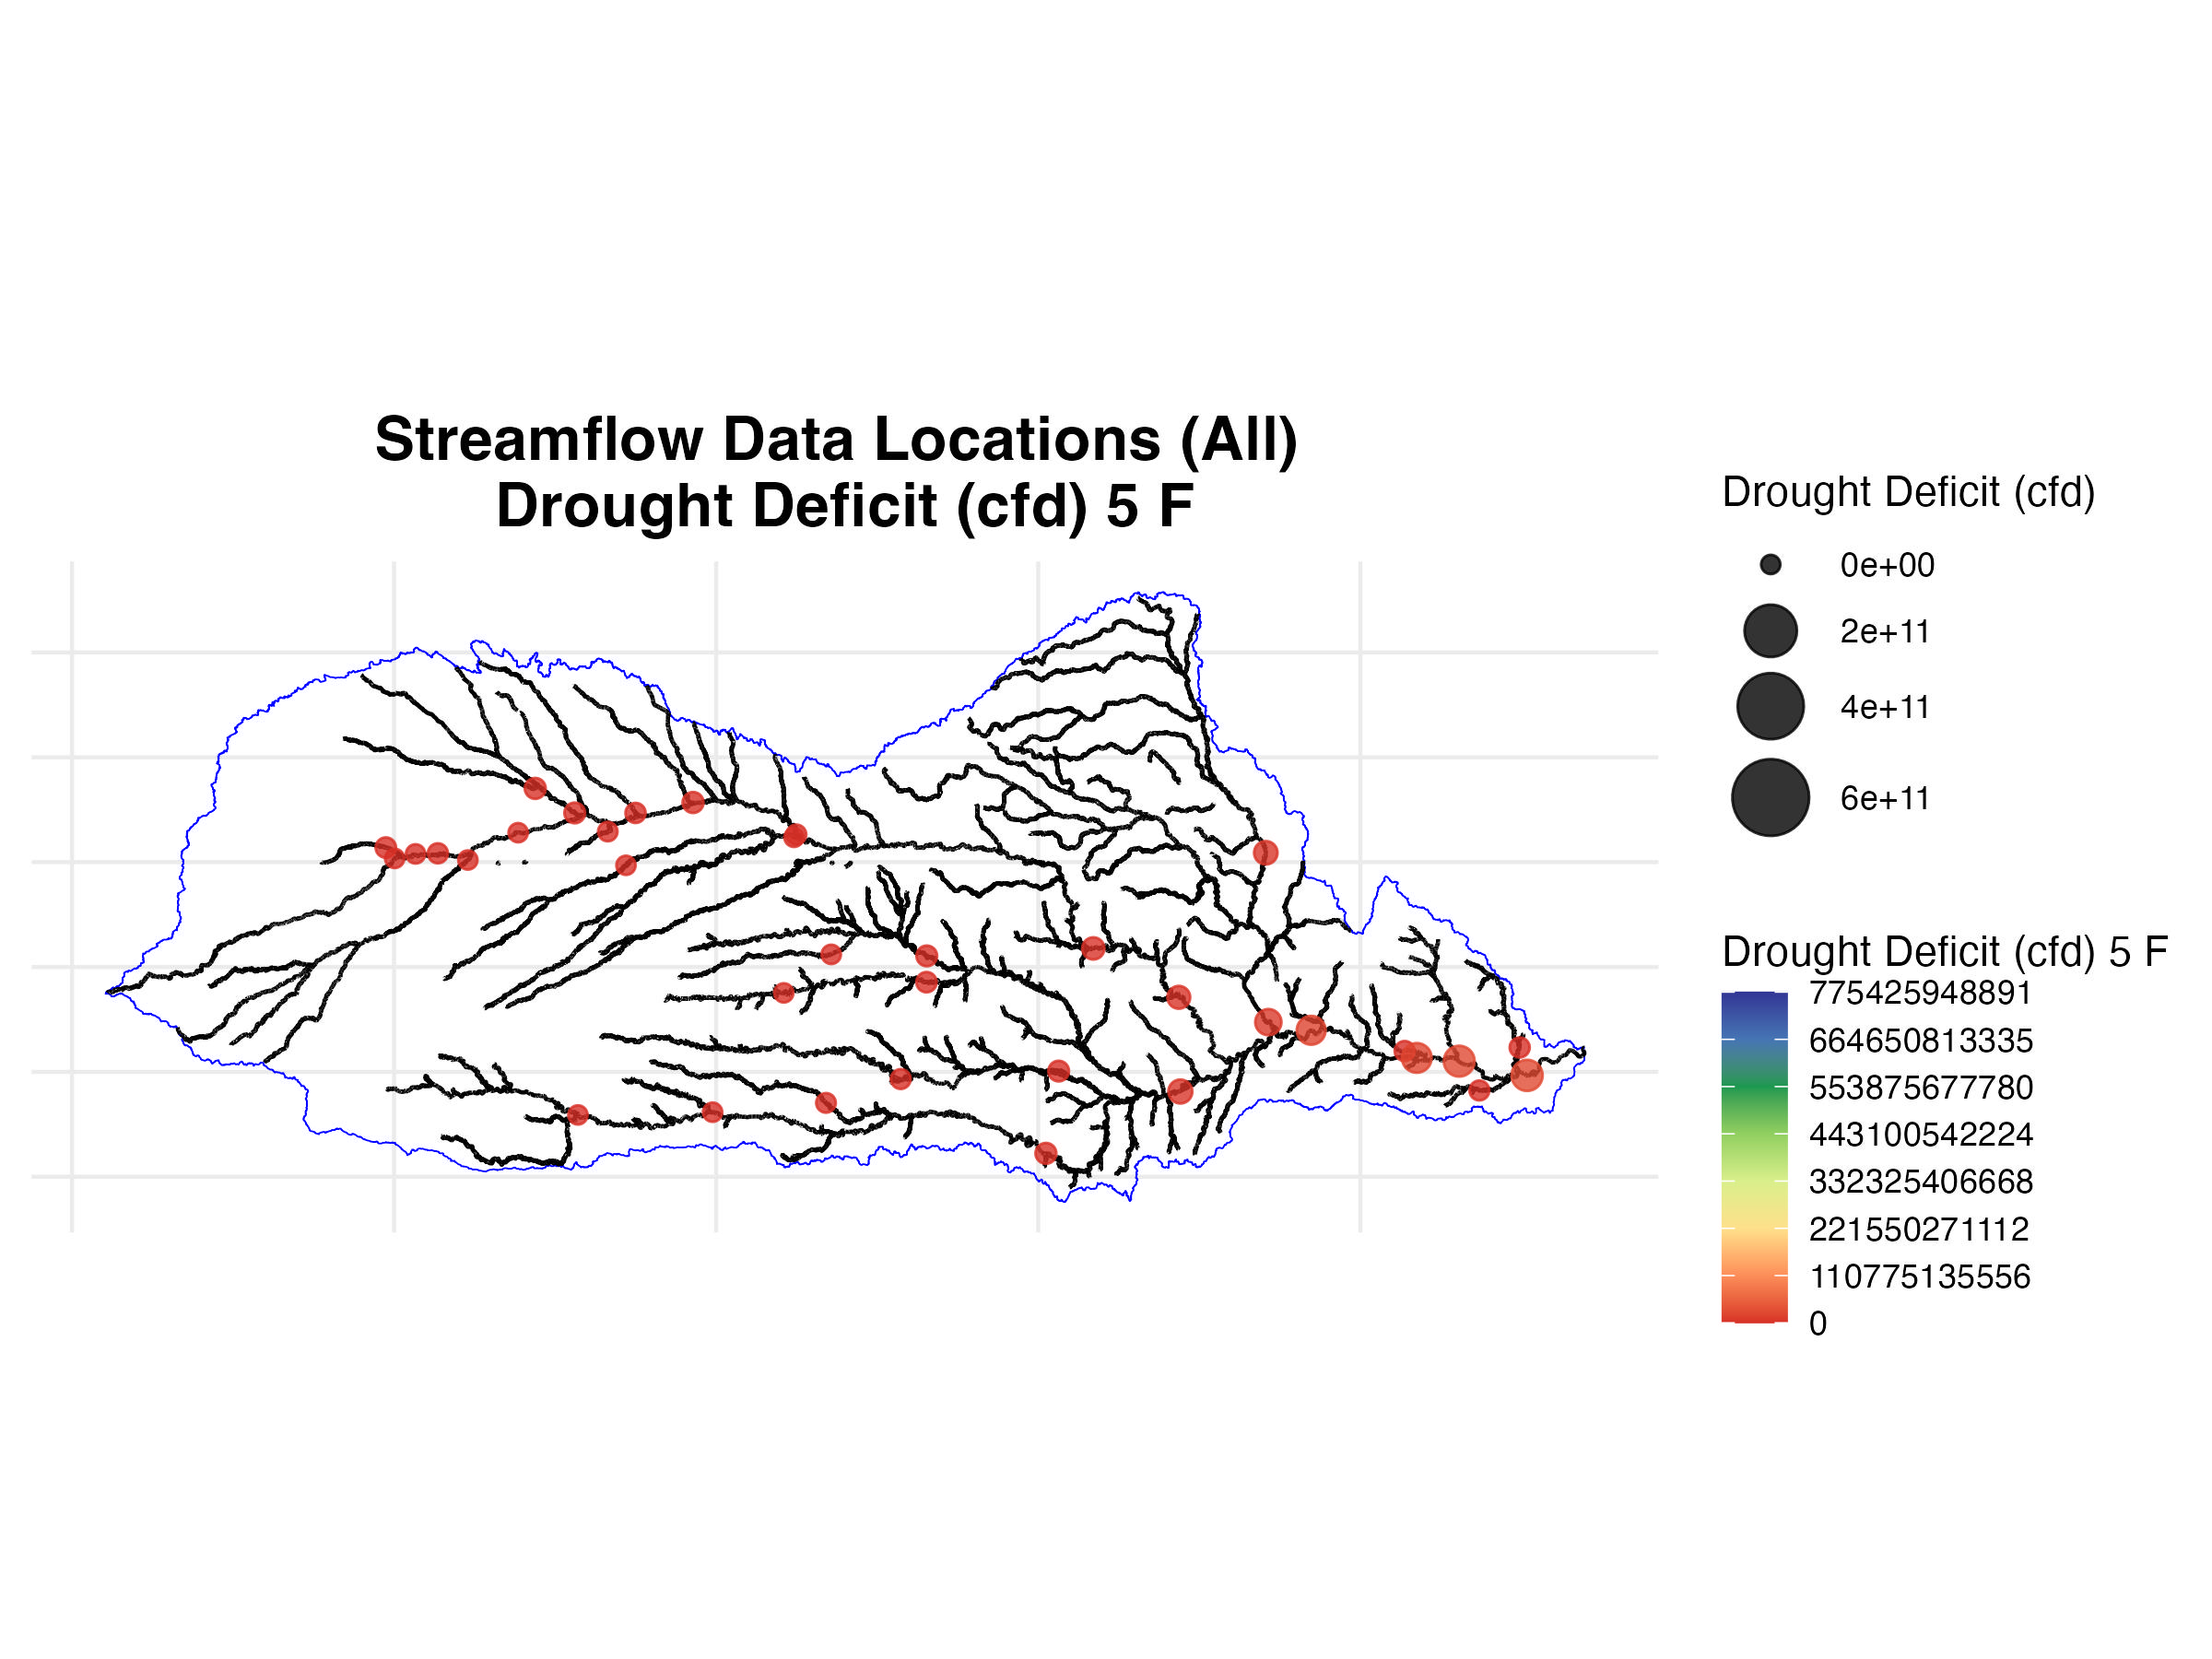 Streamflow Data Locations (All)
Drought Deficit (cfd) 5 F
Drought Deficit (cfd)
0e+00
2e+11
4e+11
6e+11
Drought Deficit (cfd) 5 F
775425948891
664650813335
553875677780
443100542224
332325406668
221550271112
110775135556
0